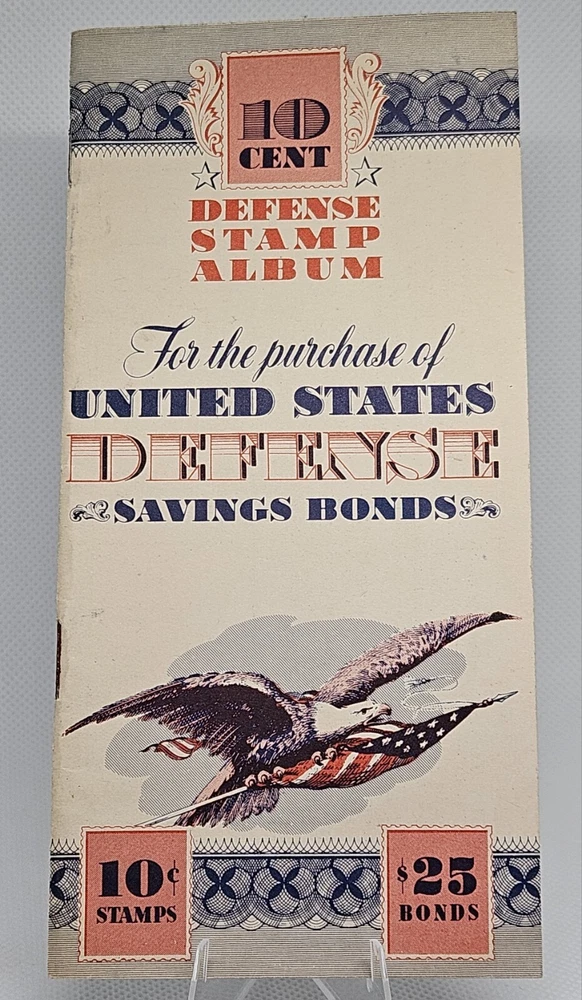 10
CENT
DEFENSE
STAMP
ALBUM
For the purchase of
UNITED STATES
DEFENSE
SAVINGS BONDS
10¢
STAMPS
$25
BONDS